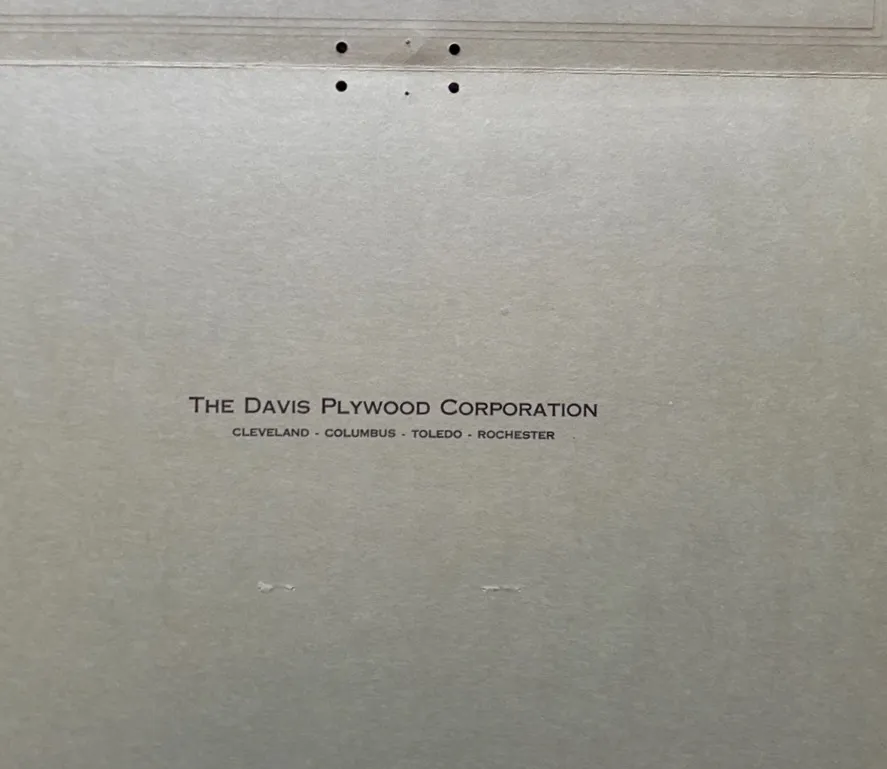 The Davis Plywood Corporation
CLEVELAND - COLUMBUS - TOLEDO - ROCHESTER